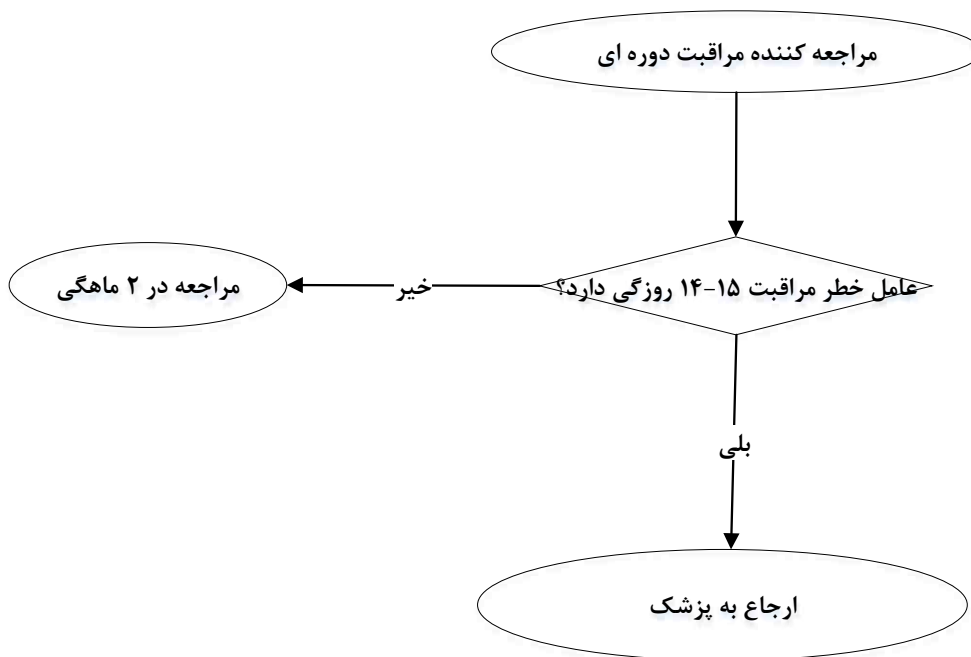 مراجعه کننده مراقبت دوره ای
عامل خطر مراقبت ۱۵-۱۴ روزگی دارد؟
خیر
مراجعه در ۲ ماهگی
بلی
ارجاع به پزشک